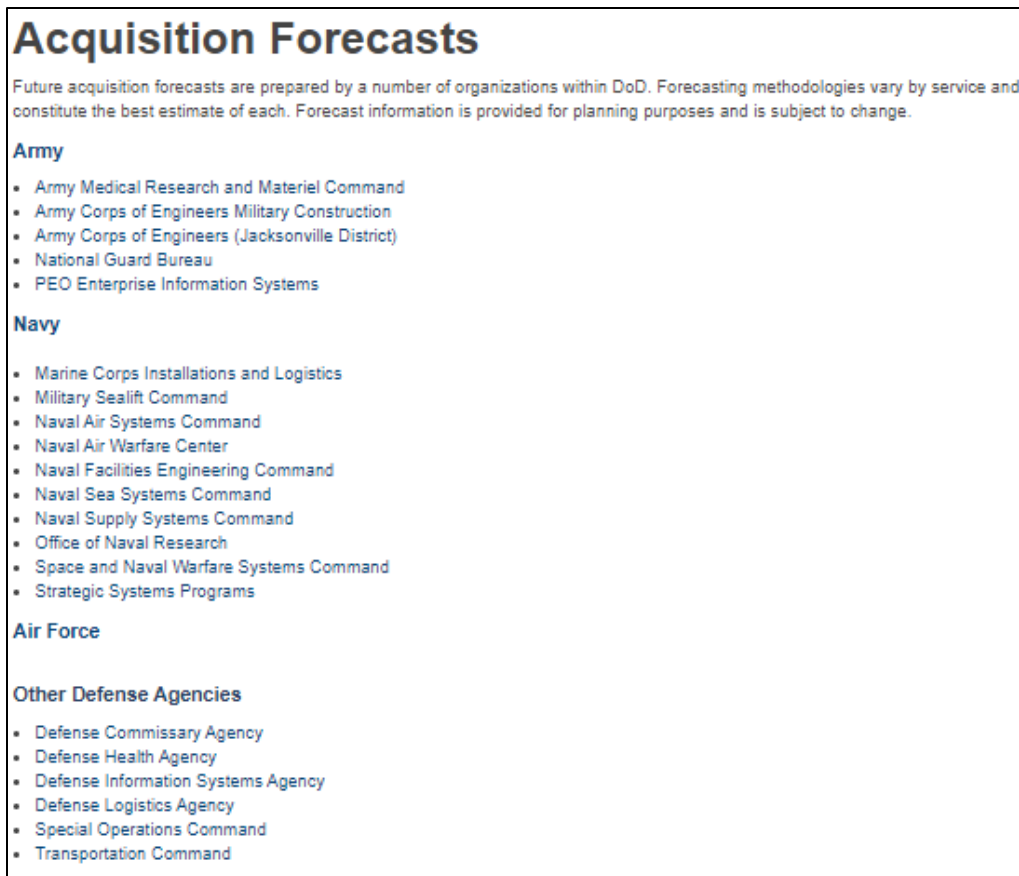 Acquisition Forecasts
Future acquisition forecasts are prepared by a number of organizations within DoD. Forecasting methodologies vary by service and
constitute the best estimate of each. Forecast information is provided for planning purposes and is subject to change.
Army
• Army Medical Research and Materiel Command
• Army Corps of Engineers Military Construction
• Army Corps of Engineers (Jacksonville District)
• National Guard Bureau
• PEO Enterprise Information Systems
Navy
• Marine Corps Installations and Logistics
• Military Sealift Command
• Naval Air Systems Command
• Naval Air Warfare Center
• Naval Facilities Engineering Command
• Naval Sea Systems Command
• Naval Supply Systems Command
• Office of Naval Research
• Space and Naval Warfare Systems Command
• Strategic Systems Programs
Air Force
Other Defense Agencies
• Defense Commissary Agency
• Defense Health Agency
• Defense Information Systems Agency
• Defense Logistics Agency
• Special Operations Command
• Transportation Command